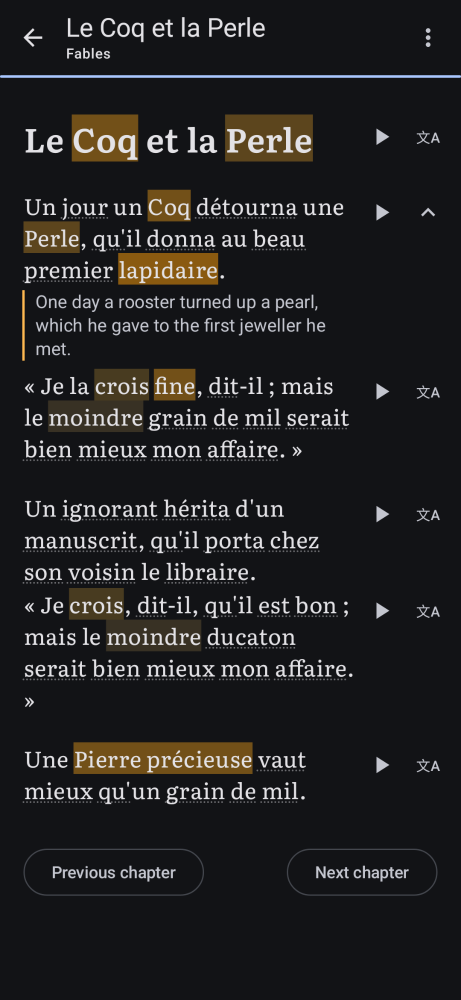 Le Coq et la Perle
Fables
Le Coq et la Perle
文A
Un jour un Coq détourna une
Perle, qu'il donna au beau
premier lapidaire.
One day a rooster turned up a pearl,
which he gave to the first jeweller he
met.
« Je la crois fine, dit-il ; mais
le moindre grain de mil serait
bien mieux mon affaire. »
文A
Un ignorant hérita d'un
manuscrit, qu'il porta chez
son voisin le libraire.
文A
« Je crois, dit-il, qu'il est bon ;
mais le moindre ducaton
serait bien mieux mon affaire.
»
文A
Une Pierre précieuse vaut
mieux qu'un grain de mil.
文A
Previous chapter
Next chapter